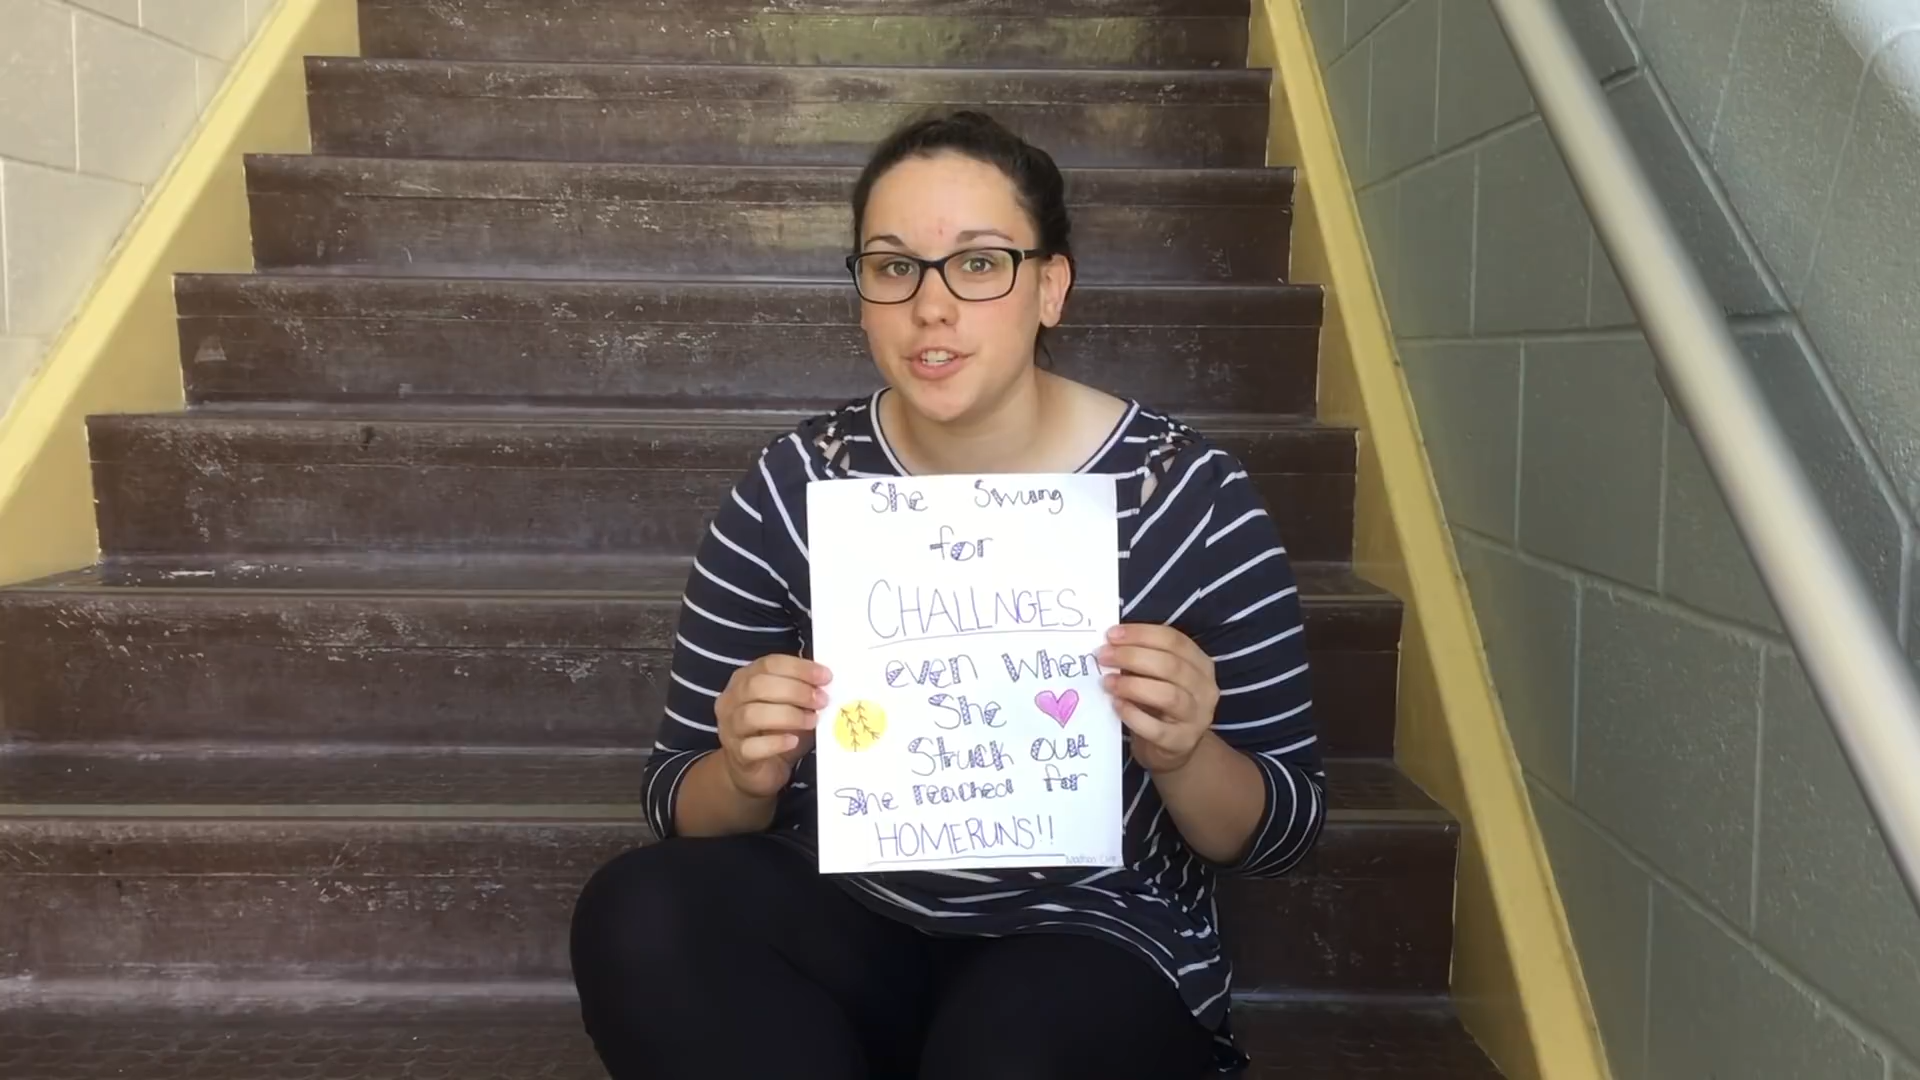 She Swung
for
CHALLNGES,
even when
She
Struck out
She reached for
HOMERUNS!!